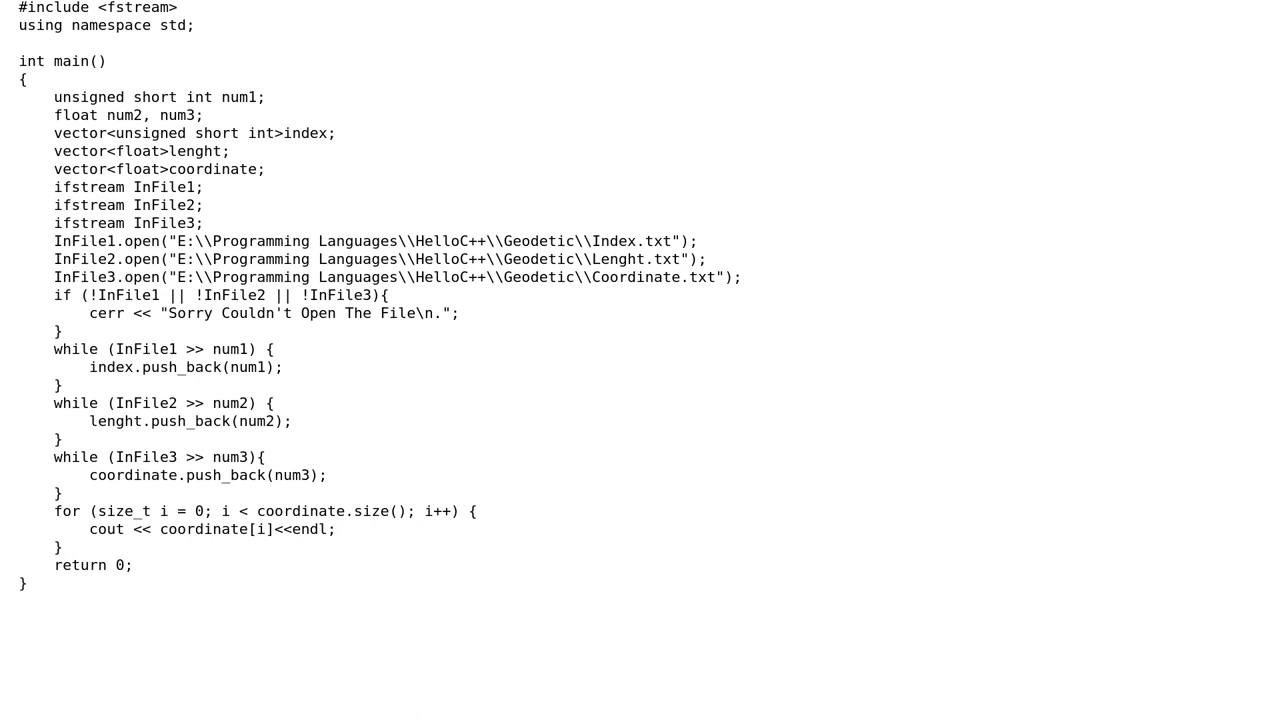 #include <fstream>
using namespace std;

int main()
{
    unsigned short int num1;
    float num2, num3;
    vector<unsigned short int>index;
    vector<float>lenght;
    vector<float>coordinate;
    ifstream InFile1;
    ifstream InFile2;
    ifstream InFile3;
    InFile1.open("E:\\Programming Languages\\HelloC++\\Geodetic\\Index.txt");
    InFile2.open("E:\\Programming Languages\\HelloC++\\Geodetic\\Lenght.txt");
    InFile3.open("E:\\Programming Languages\\HelloC++\\Geodetic\\Coordinate.txt");
    if (!InFile1 || !InFile2 || !InFile3){
        cerr << "Sorry Couldn't Open The File\n.";
    }
    while (InFile1 >> num1) {
        index.push_back(num1);
    }
    while (InFile2 >> num2) {
        lenght.push_back(num2);
    }
    while (InFile3 >> num3){
        coordinate.push_back(num3);
    }
    for (size_t i = 0; i < coordinate.size(); i++) {
        cout << coordinate[i]<<endl;
    }
    return 0;
}